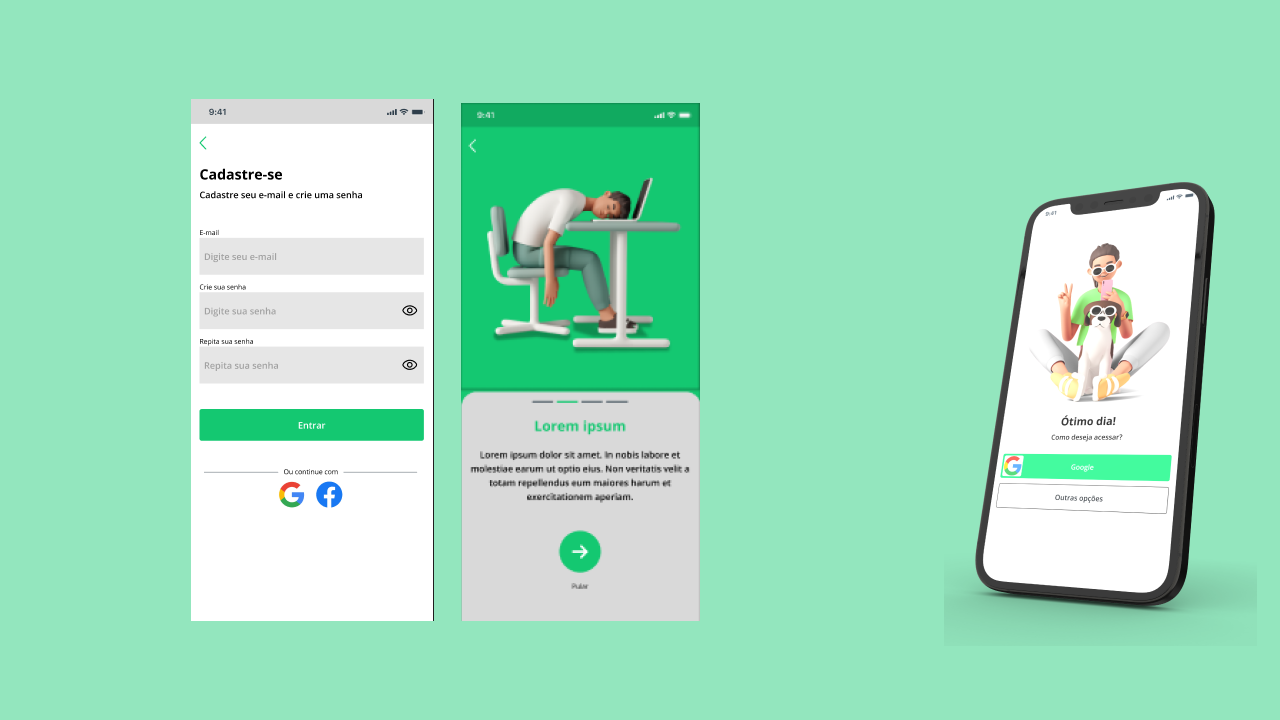 9:41
Cadastre-se
Cadastre seu e-mail e crie uma senha
E-mail
Digite seu e-mail
Crie sua senha
Digite sua senha
Repita sua senha
Repita sua senha
Entrar
Ou continue com
9:41
Lorem ipsum
Lorem ipsum dolor sit amet. In nobis labore et
molestiae earum ut optio eius. Non veritatis velit a
totam repellendus eum maiores harum et
exercitationem aperiam.
Pular
9:41
Ótimo dia!
Como deseja acessar?
Google
Outras opções